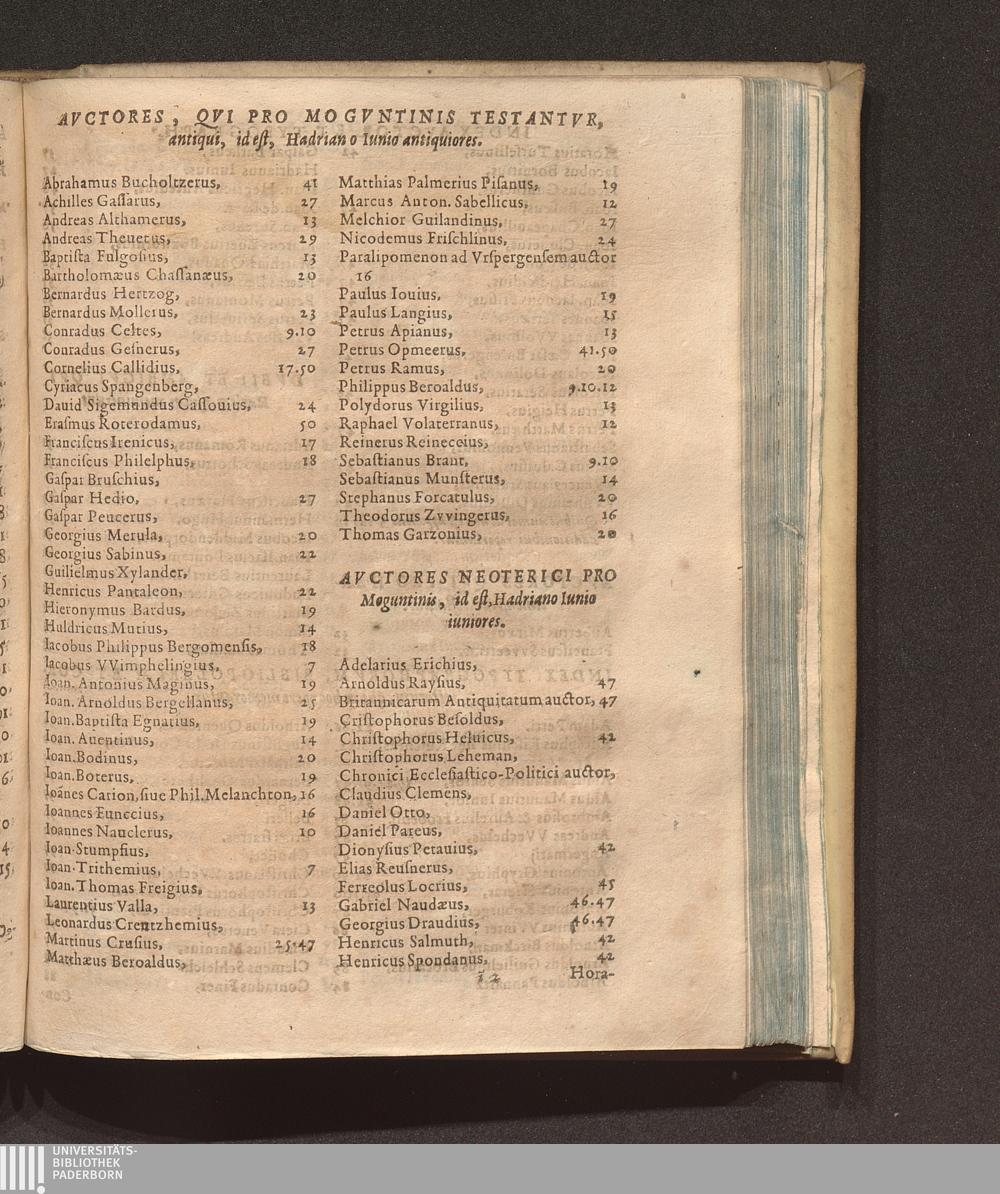 AVCTORES, QVI PRO MOGVNTINIS TESTANTVR,
antiqui, id eſt, Hadriano Iunio antiquiores.
Abrahamus Bucholtzerus, 41
Achilles Gaſſarus, 27
Andreas Althamerus, 13
Andreas Theuetus, 29
Baptiſta Fulgoſius, 13
Bartholomæus Chaſſanæus, 20
Bernardus Hertzog,
Bernardus Mollerus, 23
Conradus Celtes, 9.10
Conradus Geſnerus, 27
Cornelius Callidius, 17.50
Cyriacus Spangenberg,
Dauid Sigemundus Caſſouius, 24
Eraſmus Roterodamus, 50
Franciſcus Irenicus, 17
Franciſcus Philelphus, 18
Gaſpar Bruſchius,
Gaſpar Hedio, 27
Gaſpar Peucerus,
Georgius Merula, 20
Georgius Sabinus, 22
Guilielmus Xylander,
Henricus Pantaleon, 22
Hieronymus Bardus, 19
Huldricus Mutius, 14
Iacobus Philippus Bergomenſis, 18
Iacobus VVimphelingius, 7
Ioan. Antonius Maginus, 19
Ioan. Arnoldus Bergellanus, 25
Ioan. Baptiſta Egnatius, 19
Ioan. Auentinus, 14
Ioan. Bodinus, 20
Ioan. Boterus, 19
Ioānes Carion, ſiue Phil. Melanchton, 16
Ioannes Funccius, 16
Ioannes Nauclerus, 10
Ioan. Stumpfius,
Ioan. Trithemius, 7
Ioan. Thomas Freigius,
Laurentius Valla, 13
Leonardus Crentzhemius,
Martinus Cruſius, 25.47
Matthæus Beroaldus,
Matthias Palmerius Piſanus, 19
Marcus Anton. Sabellicus, 12
Melchior Guilandinus, 27
Nicodemus Friſchlinus, 24
Paralipomenon ad Vrſpergenſem auctor
16
Paulus Iouius, 19
Paulus Langius, 15
Petrus Apianus, 13
Petrus Opmeerus, 41.50
Petrus Ramus, 20
Philippus Beroaldus, 9.10.12
Polydorus Virgilius, 13
Raphael Volaterranus, 12
Reinerus Reineccius,
Sebaſtianus Brant, 9.10
Sebaſtianus Munſterus, 14
Stephanus Forcatulus, 20
Theodorus Zvvingerus, 16
Thomas Garzonius, 20
AVCTORES NEOTERICI PRO
Moguntinis, id eſt, Hadriano Iunio
iuniores.
Adelarius Erichius,
Arnoldus Rayſius, 47
Britannicarum Antiquitatum auctor, 47
Criſtophorus Beſoldus,
Chriſtophorus Heluicus, 42
Chriſtophorus Leheman,
Chronici Eccleſiaſtico-Politici auctor,
Claudius Clemens,
Daniel Otto,
Daniel Pareus,
Dionyſius Petauius, 42
Elias Reuſnerus,
Ferreolus Locrius, 45
Gabriel Naudæus, 46.47
Georgius Draudius, 46.47
Henricus Salmuth, 42
Henricus Spondanus, 42
ĩ 2 Hora-
UNIVERSITÄTS-
BIBLIOTHEK
PADERBORN